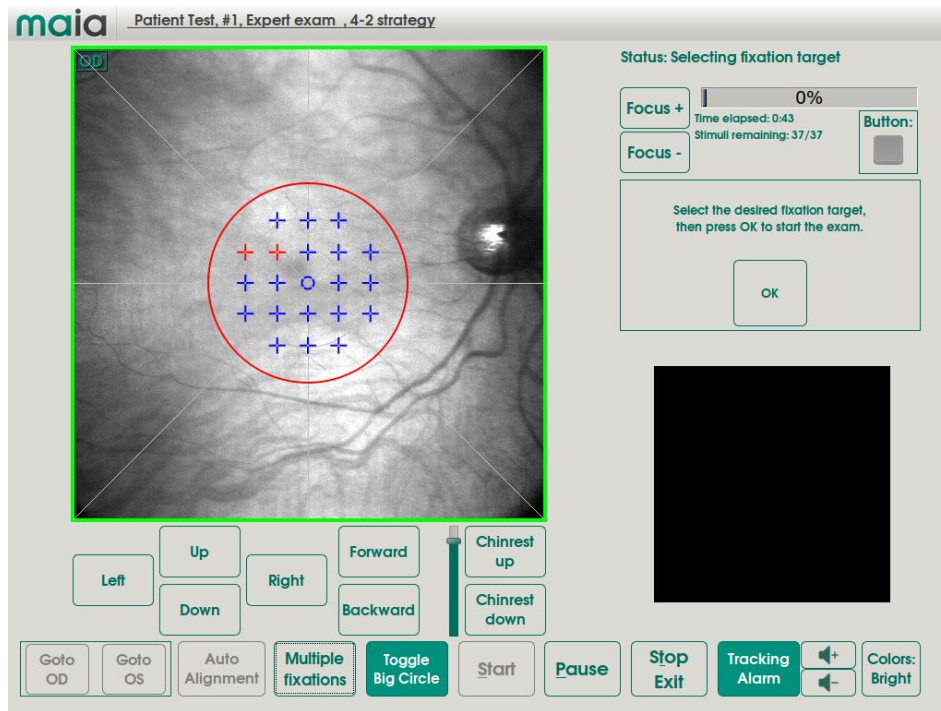 maia
Patient Test, #1, Expert exam , 4-2 strategy
OD
Status: Selecting fixation target
Focus +
0%
Time elapsed: 0:43
Stimuli remaining: 37/37
Button:
Focus -
Select the desired fixation target,
then press OK to start the exam.
OK
Left
Up
Down
Right
Forward
Backward
Chinrest
up
Chinrest
down
Goto
OD
Goto
OS
Auto
Alignment
Multiple
fixations
Toggle
Big Circle
Start
Pause
Stop
Exit
Tracking
Alarm
+
-
Colors:
Bright